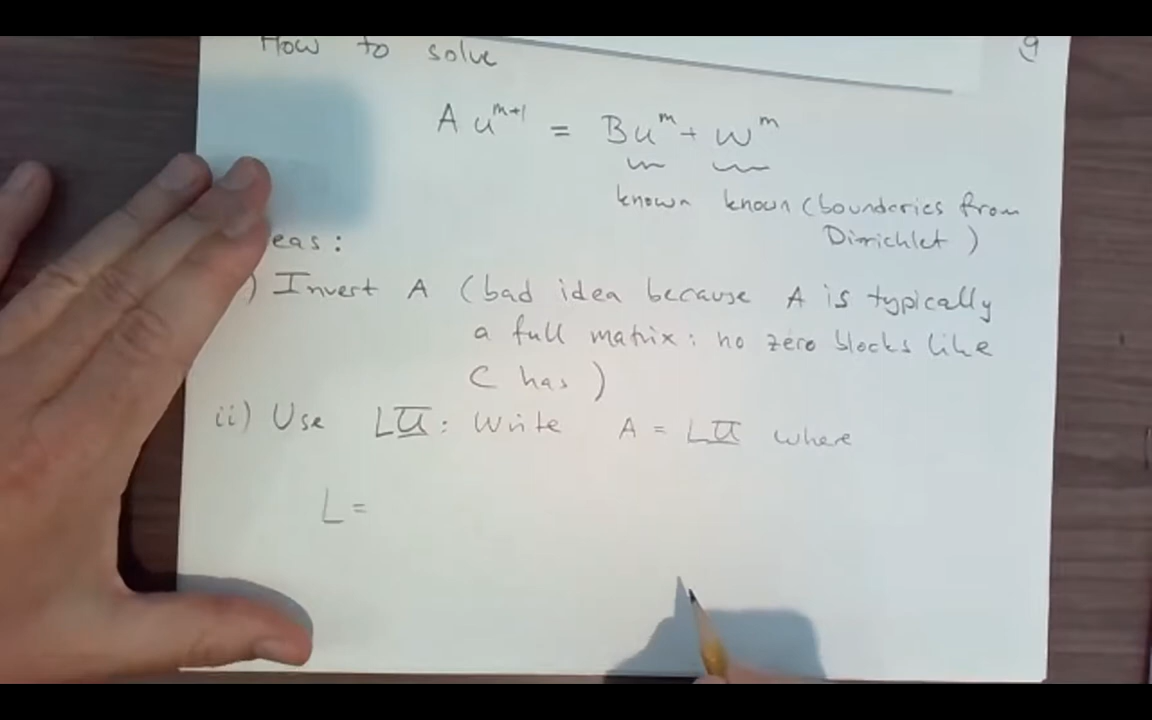 How to solve
9
A u^{m+1} = Bu^m + w^m
known known (boundaries from
Dirichlet)
eas:
) Invert A (bad idea because A is typically
a full matrix: no zero blocks like
C has)
ii) Use LU: Write A = LU where
L =